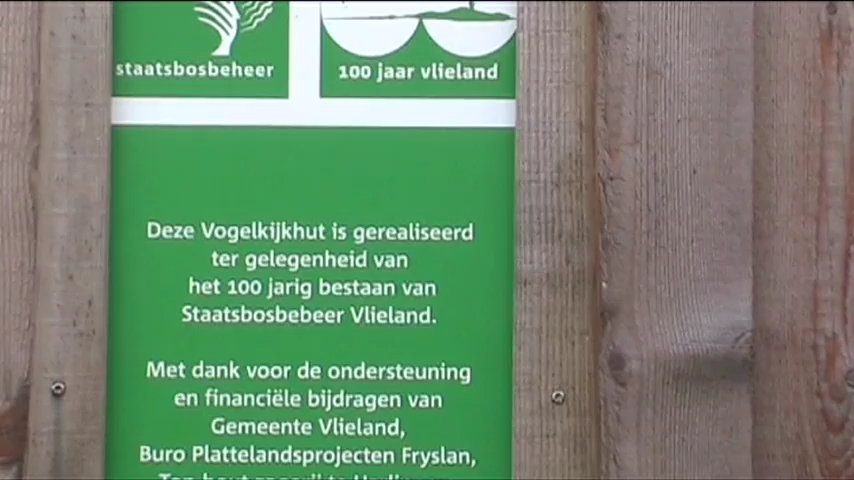 staatsbosbeheer
100 jaar vlieland
Deze Vogelkijkhut is gerealiseerd
ter gelegenheid van
het 100 jarig bestaan van
Staatsbosbebeer Vlieland.
Met dank voor de ondersteuning
en financiële bijdragen van
Gemeente Vlieland,
Buro Plattelandsprojecten Fryslan,